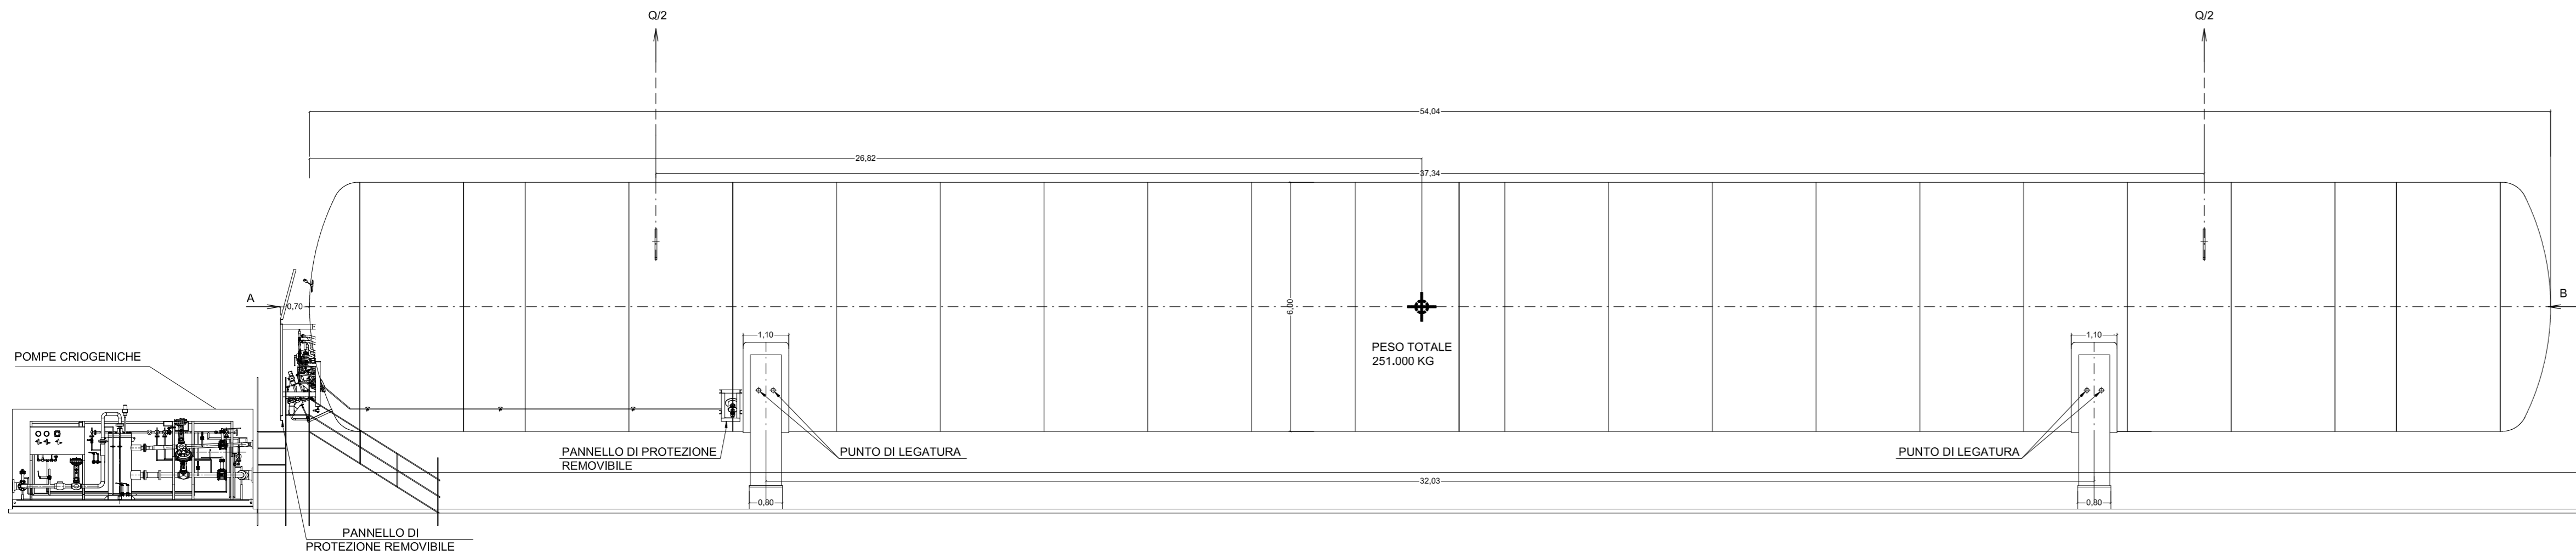 Q/2
Q/2
54,04
26,82
37,34
A
0,70
6,00
B
1,10
1,10
PESO TOTALE
251.000 KG
POMPE CRIOGENICHE
PANNELLO DI PROTEZIONE
REMOVIBILE
PUNTO DI LEGATURA
PUNTO DI LEGATURA
32,03
0,80
0,80
PANNELLO DI
PROTEZIONE REMOVIBILE